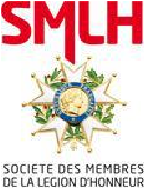 SMLH
SOCIETE DES MEMBRES
DE LA LEGION D'HONNEUR